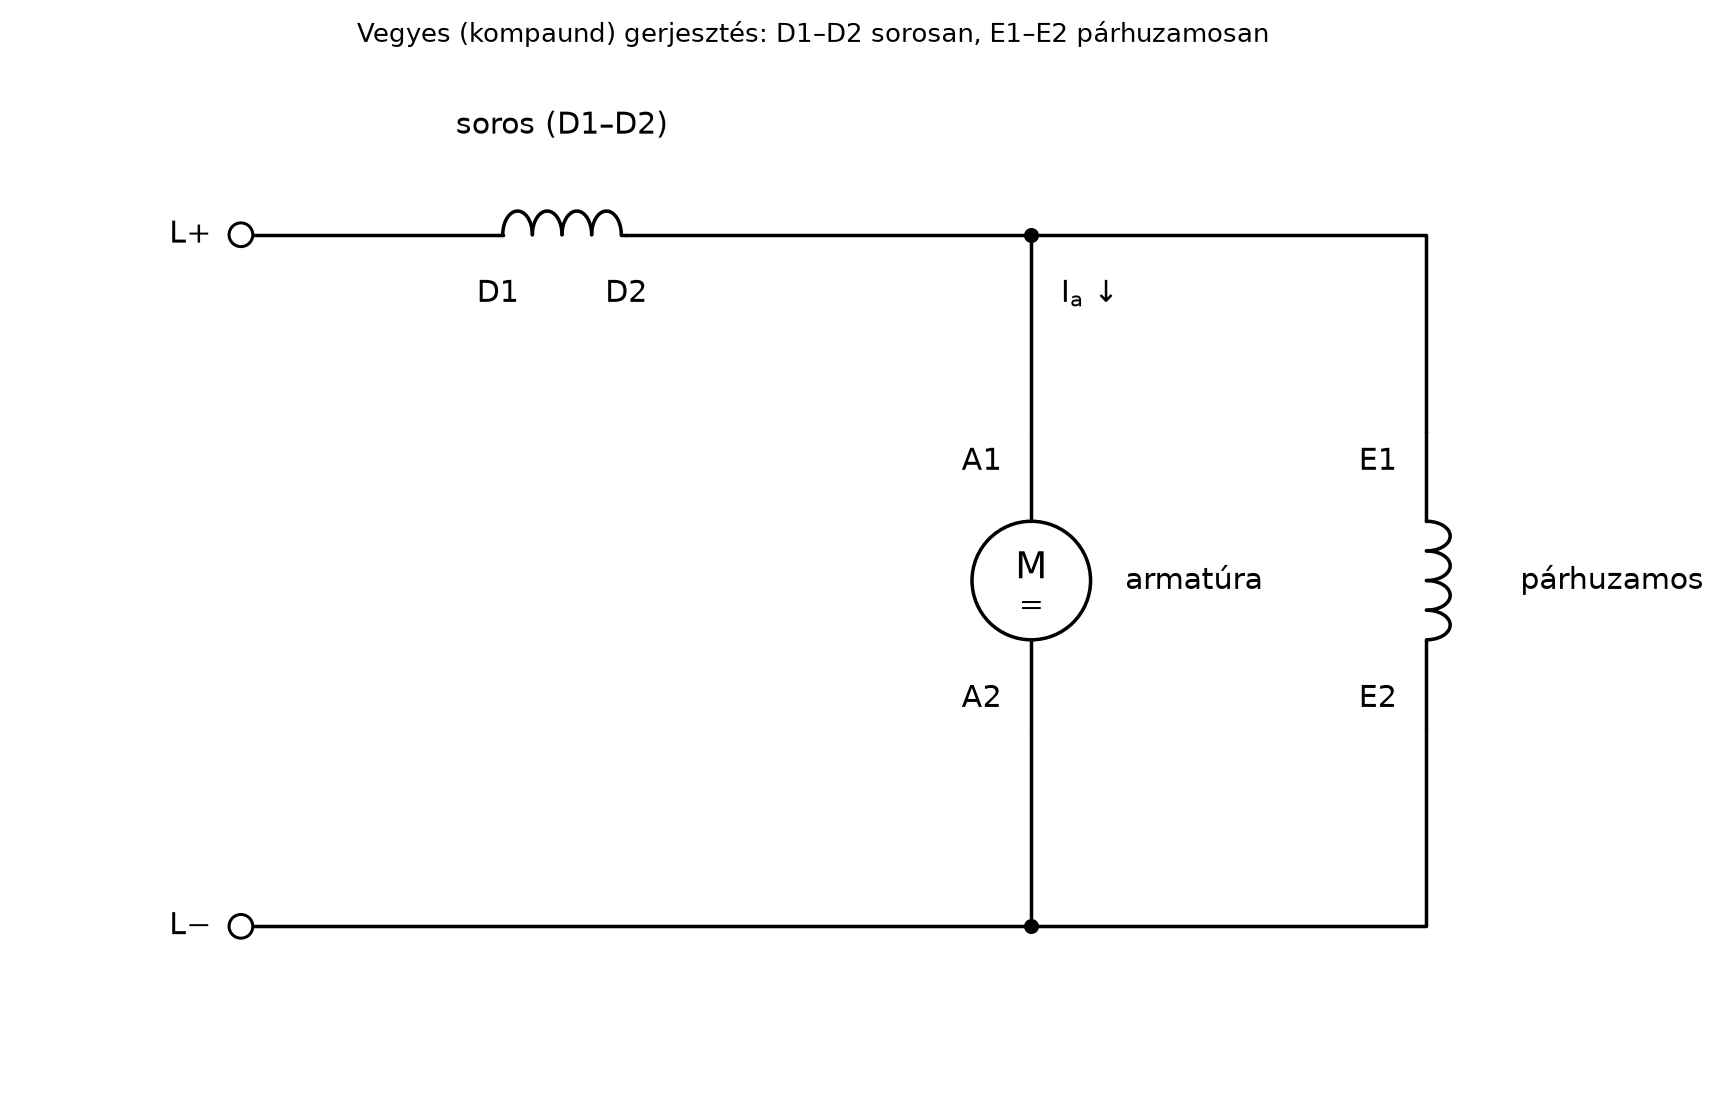 Vegyes (kompaund) gerjesztés: D1–D2 sorosan, E1–E2 párhuzamosan
soros (D1–D2)
L+
D1 D2
Iₐ ↓
A1
E1
M
=
armatúra
párhuzamos
A2
E2
L−